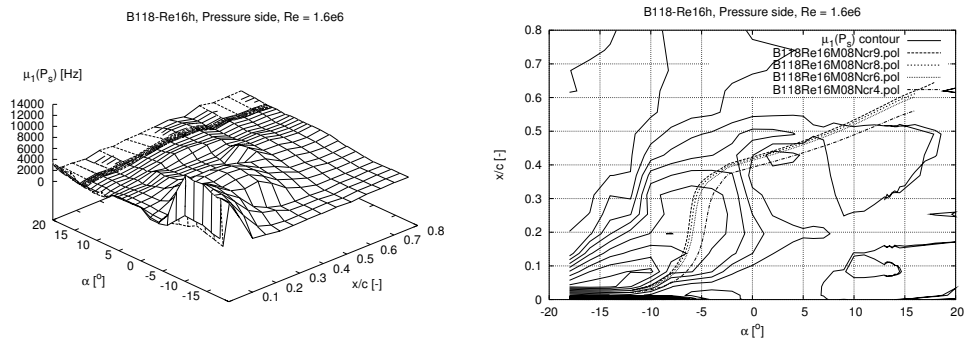 B118-Re16h, Pressure side, Re = 1.6e6
μ1(Ps) [Hz]
14000
12000
10000
8000
6000
4000
2000
0
20
15
10
5
0
-5
-10
-15
α [o]
0.1
0.2
0.3
0.4
0.5
0.6
0.7
0.8
x/c [-]
B118-Re16h, Pressure side, Re = 1.6e6
μ1(Ps) contour
B118Re16M08Ncr9.pol
B118Re16M08Ncr8.pol
B118Re16M08Ncr6.pol
B118Re16M08Ncr4.pol
0.8
0.7
0.6
0.5
0.4
0.3
0.2
0.1
0
x/c [-]
-20 -15 -10 -5 0 5 10 15 20
α [o]